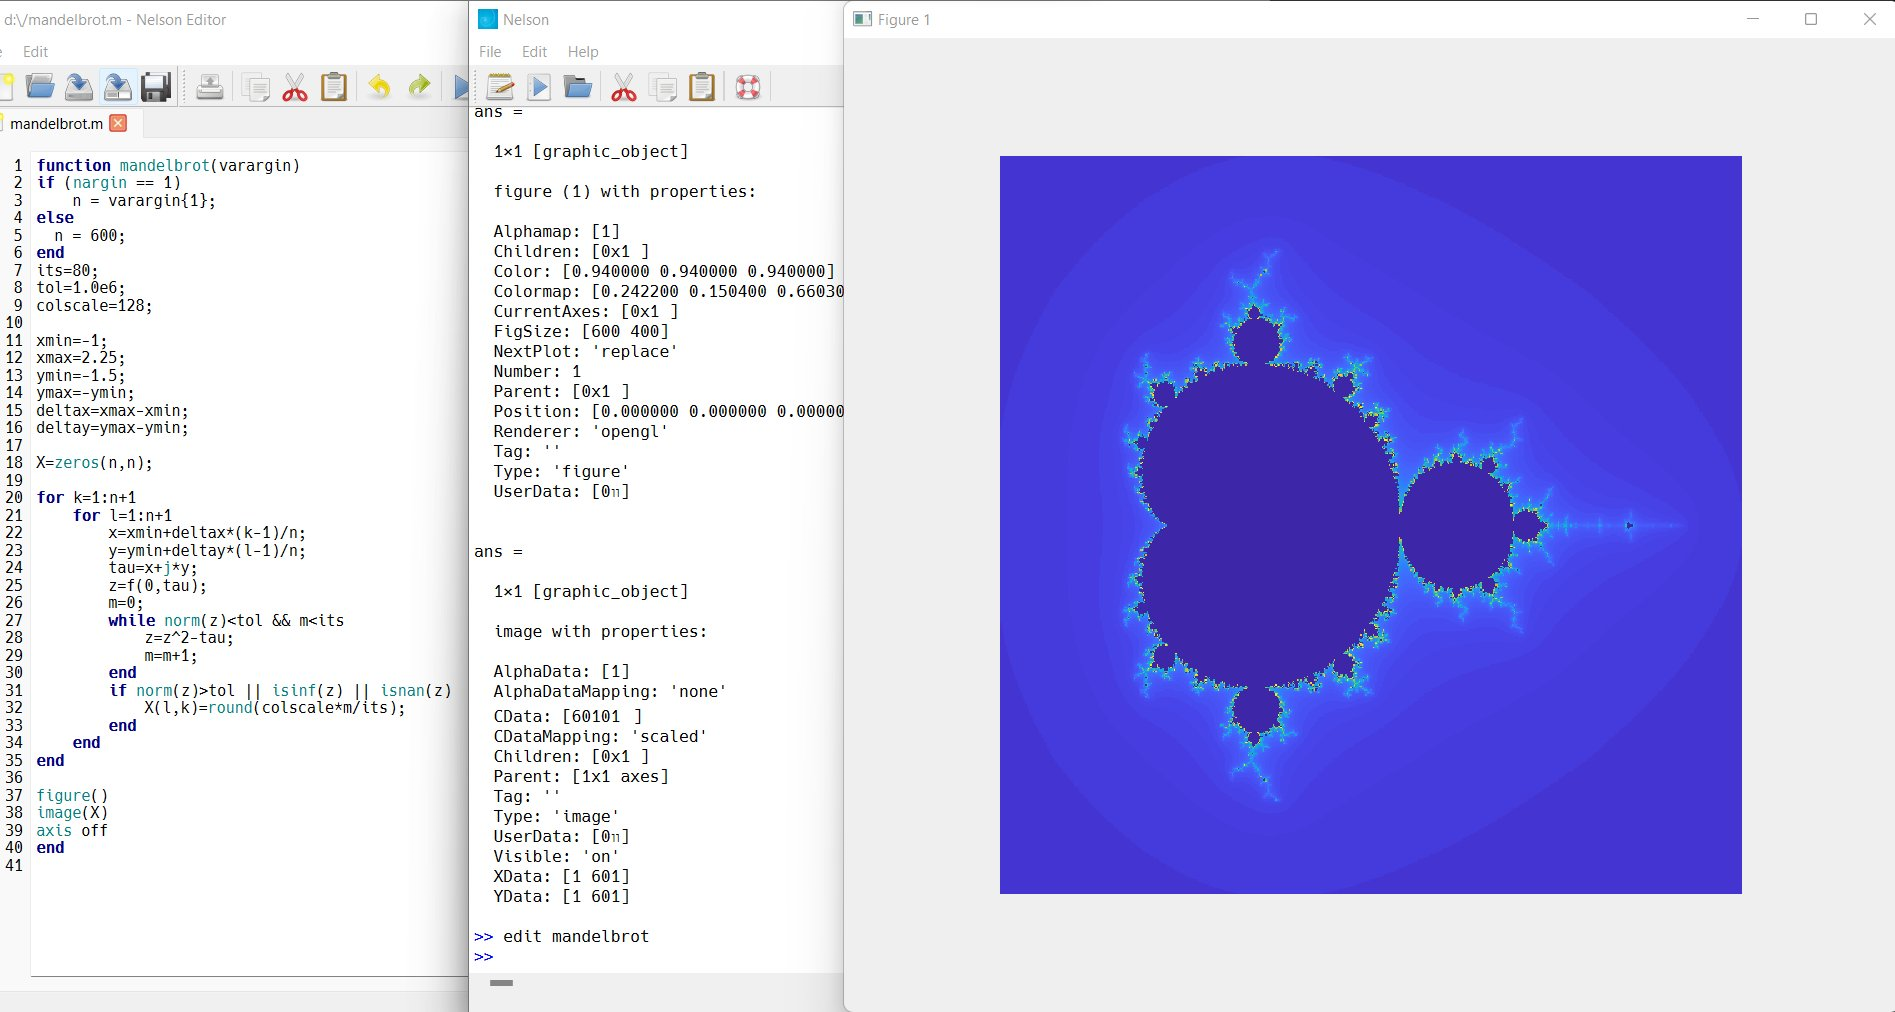 d:\/mandelbrot.m - Nelson Editor
Edit
mandelbrot.m
1 function mandelbrot(varargin)
2 if (nargin == 1)
3     n = varargin{1};
4 else
5   n = 600;
6 end
7 its=80;
8 tol=1.0e6;
9 colscale=128;
10
11 xmin=-1;
12 xmax=2.25;
13 ymin=-1.5;
14 ymax=-ymin;
15 deltax=xmax-xmin;
16 deltay=ymax-ymin;
17
18 X=zeros(n,n);
19
20 for k=1:n+1
21     for l=1:n+1
22         x=xmin+deltax*(k-1)/n;
23         y=ymin+deltay*(l-1)/n;
24         tau=x+j*y;
25         z=f(0,tau);
26         m=0;
27         while norm(z)<tol && m<its
28             z=z^2-tau;
29             m=m+1;
30         end
31         if norm(z)>tol || isinf(z) || isnan(z)
32             X(l,k)=round(colscale*m/its);
33         end
34     end
35 end
36
37 figure()
38 image(X)
39 axis off
40 end
41
Nelson
File Edit Help
ans =
1×1 [graphic_object]
figure (1) with properties:
Alphamap: [1]
Children: [0x1 ]
Color: [0.940000 0.940000 0.940000]
Colormap: [0.242200 0.150400 0.66030
CurrentAxes: [0x1 ]
FigSize: [600 400]
NextPlot: 'replace'
Number: 1
Parent: [0x1 ]
Position: [0.000000 0.000000 0.00000
Renderer: 'opengl'
Tag: ''
Type: 'figure'
UserData:
ans =
1×1 [graphic_object]
image with properties:
AlphaData: [1]
AlphaDataMapping: 'none'
CData: [60101 ]
CDataMapping: 'scaled'
Children: [0x1 ]
Parent: [1x1 axes]
Tag: ''
Type: 'image'
UserData:
Visible: 'on'
XData: [1 601]
YData: [1 601]
>> edit mandelbrot
>>
Figure 1